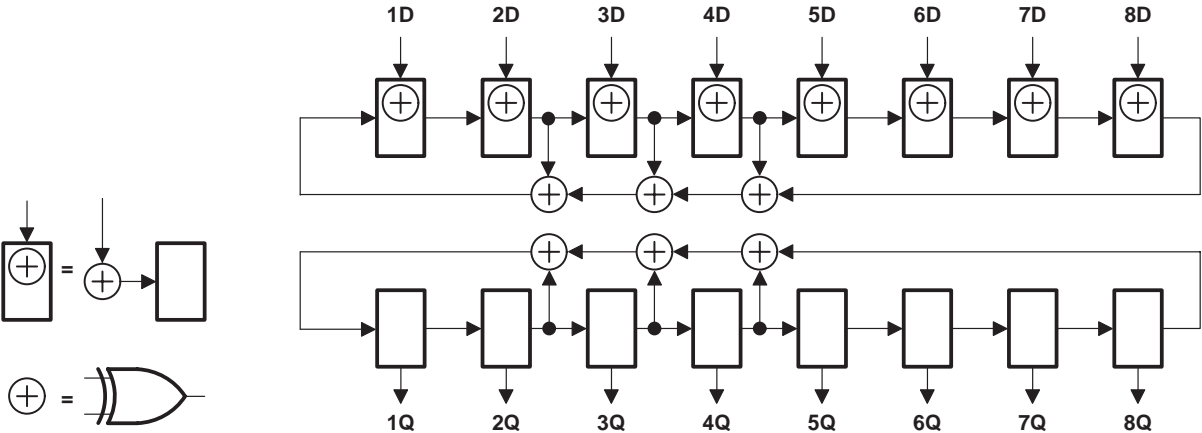 1D 2D 3D 4D 5D 6D 7D 8D
=
=
1Q 2Q 3Q 4Q 5Q 6Q 7Q 8Q